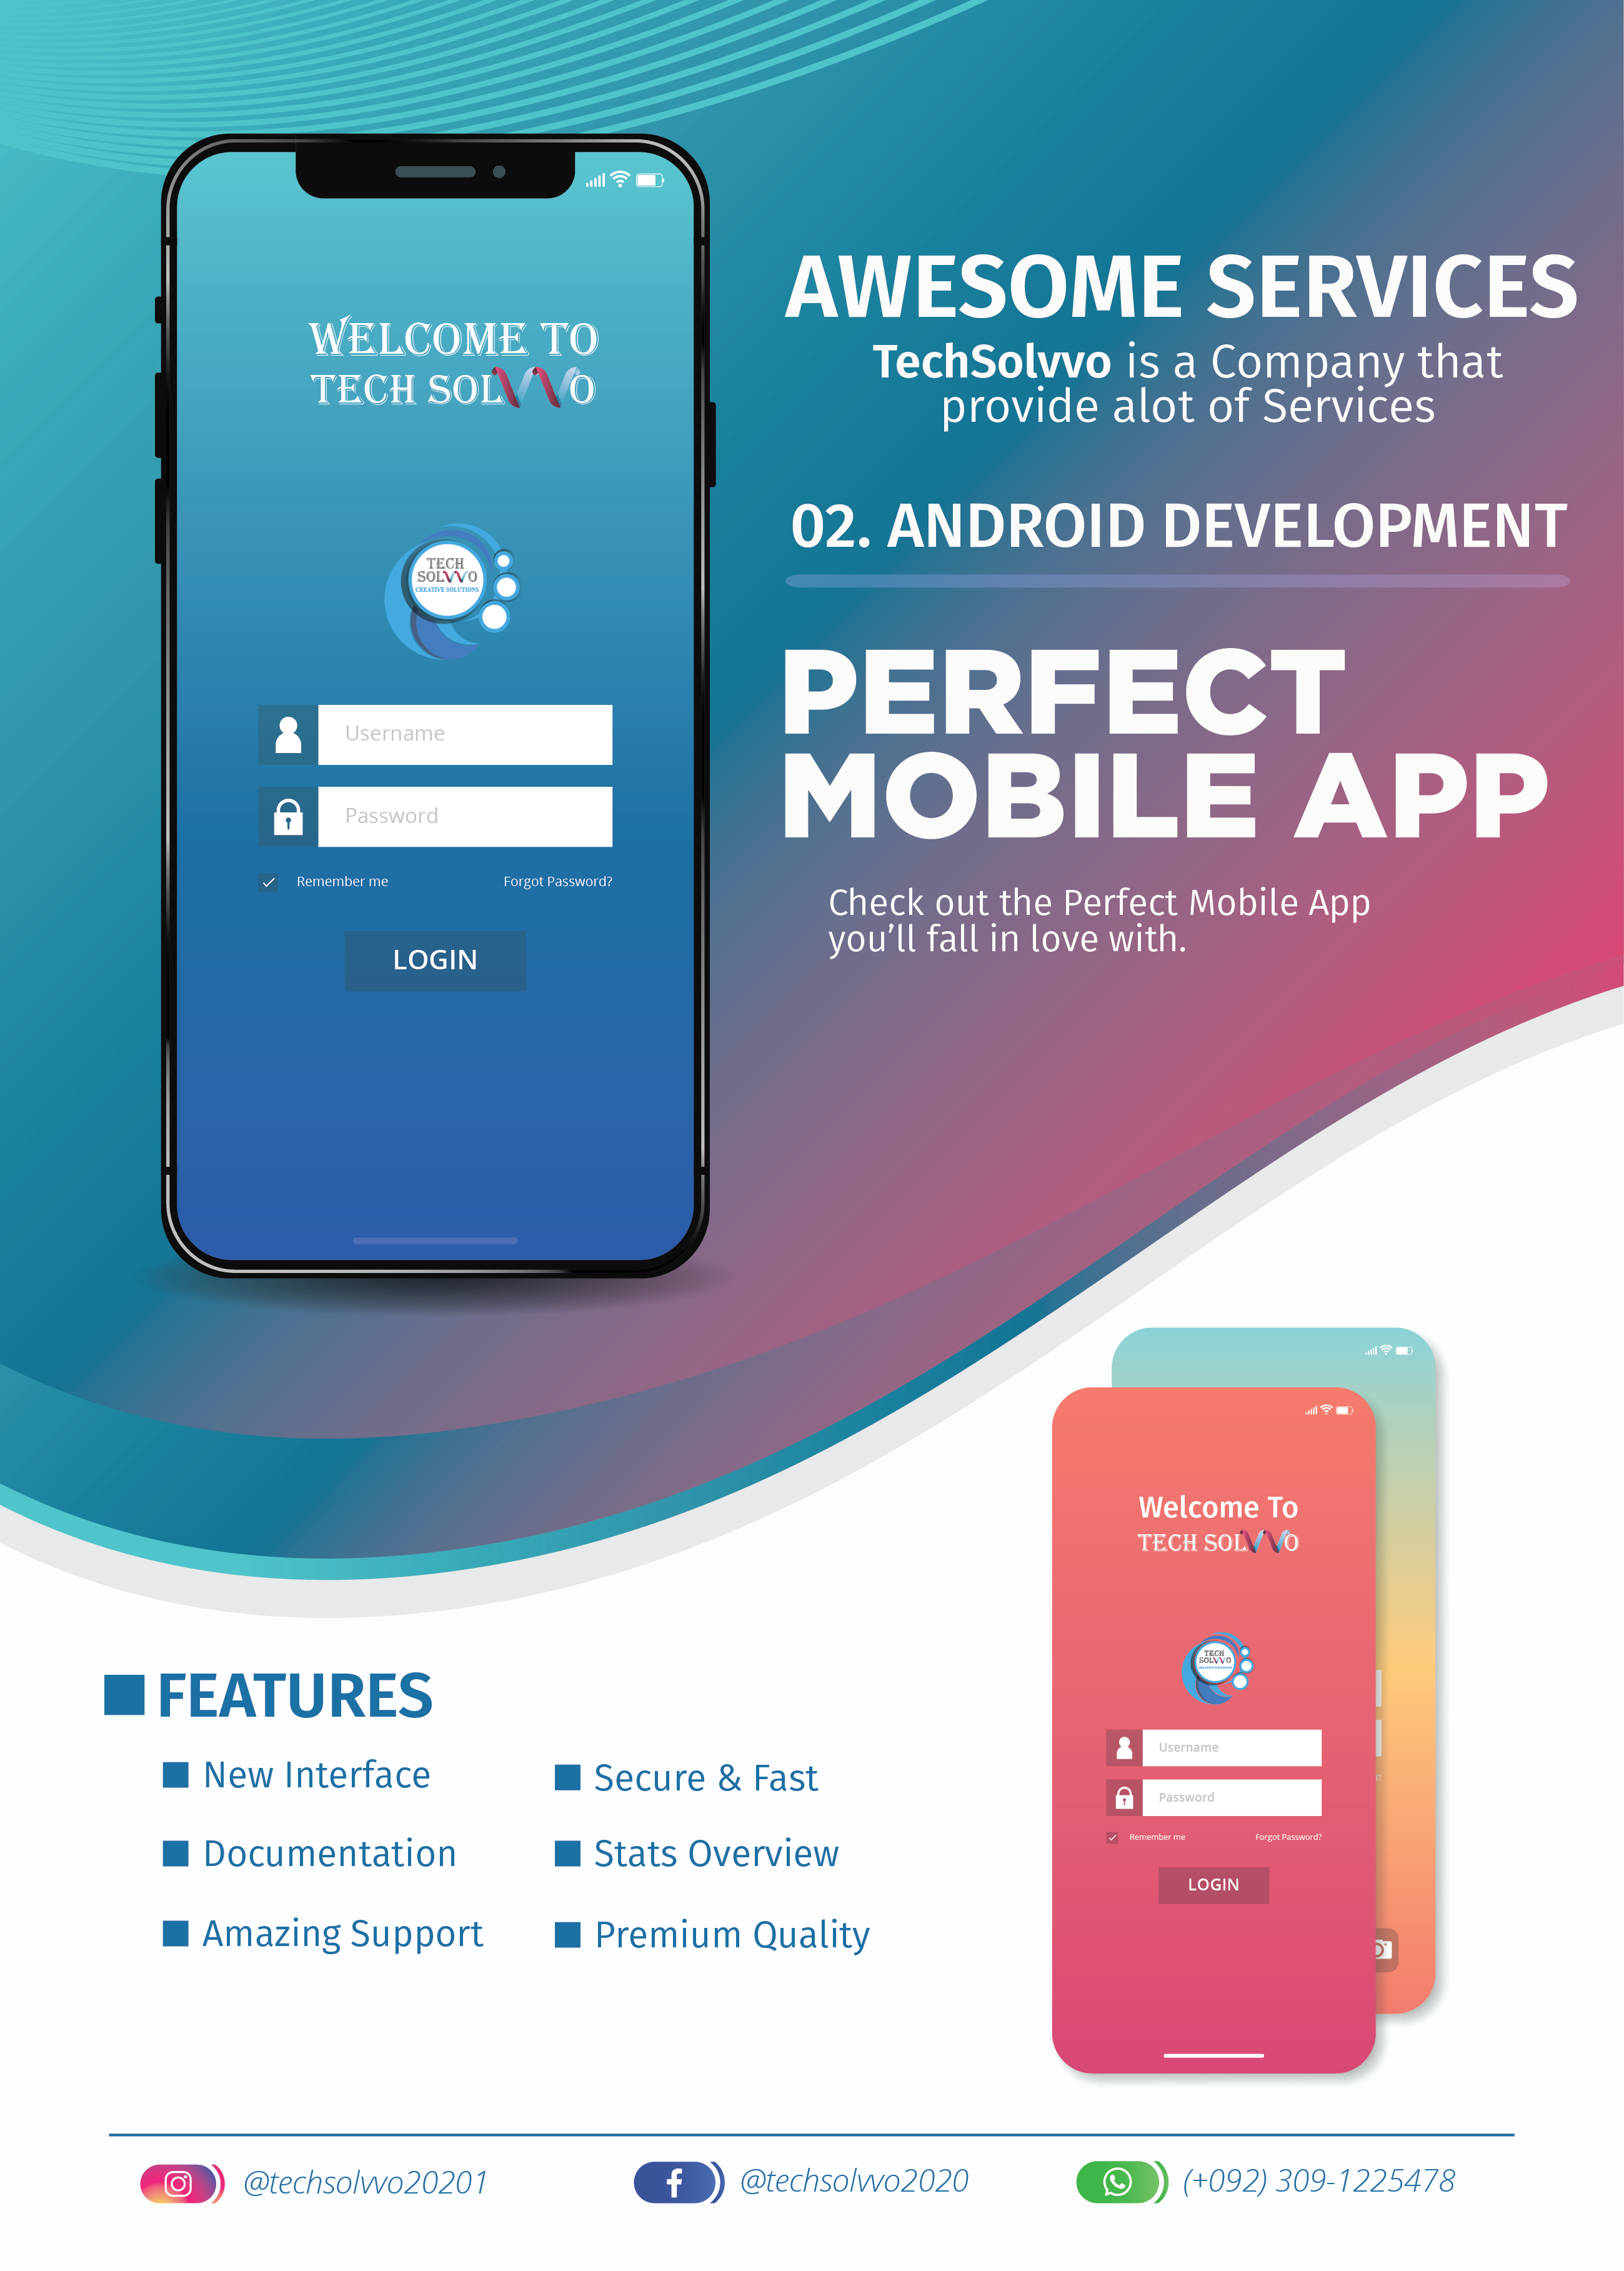 WELCOME TO
TECH SOLVVO
TECH
SOLVVO
CREATIVE SOLUTIONS
Username
Password
Remember me
Forgot Password?
LOGIN
AWESOME SERVICES
TechSolvvo is a Company that
provide alot of Services
02. ANDROID DEVELOPMENT
PERFECT
MOBILE APP
Check out the Perfect Mobile App
you’ll fall in love with.
FEATURES
New Interface
Secure & Fast
Documentation
Stats Overview
Amazing Support
Premium Quality
Welcome To
TECH SOLVVO
TECH
SOLVVO
CREATIVE SOLUTIONS
Username
Password
Remember me
Forgot Password?
LOGIN
@techsolvvo20201
@techsolvvo2020
(+092) 309-1225478